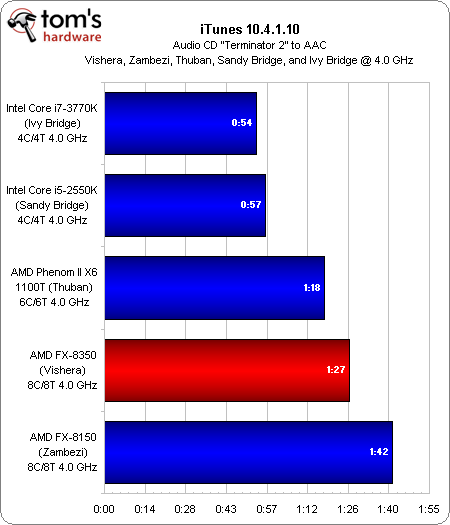 tom's
hardware
iTunes 10.4.1.10
Audio CD "Terminator 2" to AAC
Vishera, Zambezi, Thuban, Sandy Bridge, and Ivy Bridge @ 4.0 GHz
Intel Core i7-3770K
(Ivy Bridge)
4C/4T 4.0 GHz
0:54
Intel Core i5-2550K
(Sandy Bridge)
4C/4T 4.0 GHz
0:57
AMD Phenom II X6
1100T (Thuban)
6C/6T 4.0 GHz
1:18
AMD FX-8350
(Vishera)
8C/8T 4.0 GHz
1:27
AMD FX-8150
(Zambezi)
8C/8T 4.0 GHz
1:42
0:00 0:14 0:28 0:43 0:57 1:12 1:26 1:40 1:55